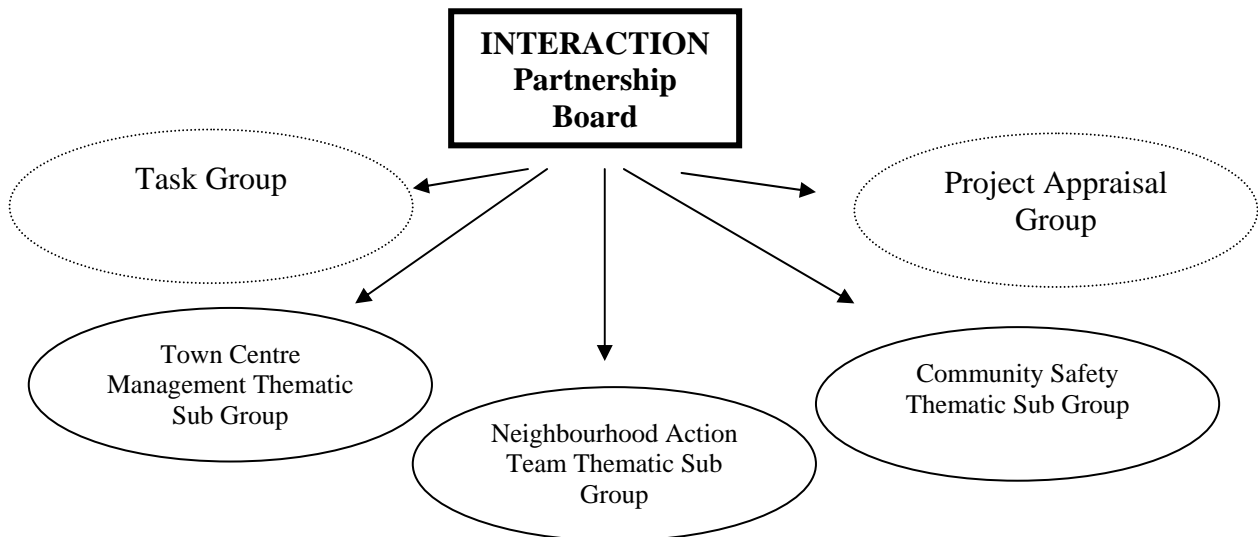 INTERACTION
Partnership
Board
Task Group
Project Appraisal
Group
Town Centre
Management Thematic
Sub Group
Community Safety
Thematic Sub Group
Neighbourhood Action
Team Thematic Sub
Group